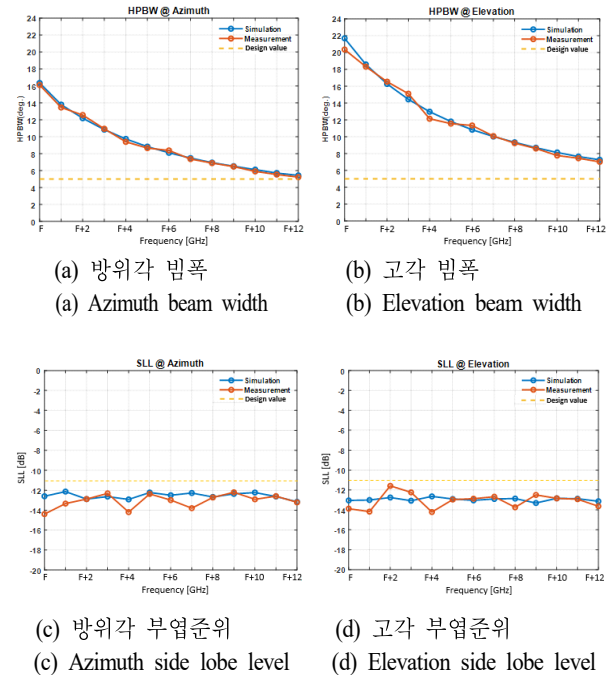 HPBW @ Azimuth
Simulation
Measurement
Design value
24
22
20
18
16
14
12
10
8
6
4
2
0
HPBW(deg.)
F F+2 F+4 F+6 F+8 F+10 F+12
Frequency [GHz]
(a) 방위각 빔폭
(a) Azimuth beam width
HPBW @ Elevation
Simulation
Measurement
Design value
24
22
20
18
16
14
12
10
8
6
4
2
0
HPBW(deg.)
F F+2 F+4 F+6 F+8 F+10 F+12
Frequency [GHz]
(b) 고각 빔폭
(b) Elevation beam width
SLL @ Azimuth
Simulation
Measurement
Design value
0
-2
-4
-6
-8
-10
-12
-14
-16
-18
-20
SLL [dB]
F F+2 F+4 F+6 F+8 F+10 F+12
Frequency [GHz]
(c) 방위각 부엽준위
(c) Azimuth side lobe level
SLL @ Elevation
Simulation
Measurement
Design value
0
-2
-4
-6
-8
-10
-12
-14
-16
-18
-20
SLL [dB]
F F+2 F+4 F+6 F+8 F+10 F+12
Frequency [GHz]
(d) 고각 부엽준위
(d) Elevation side lobe level